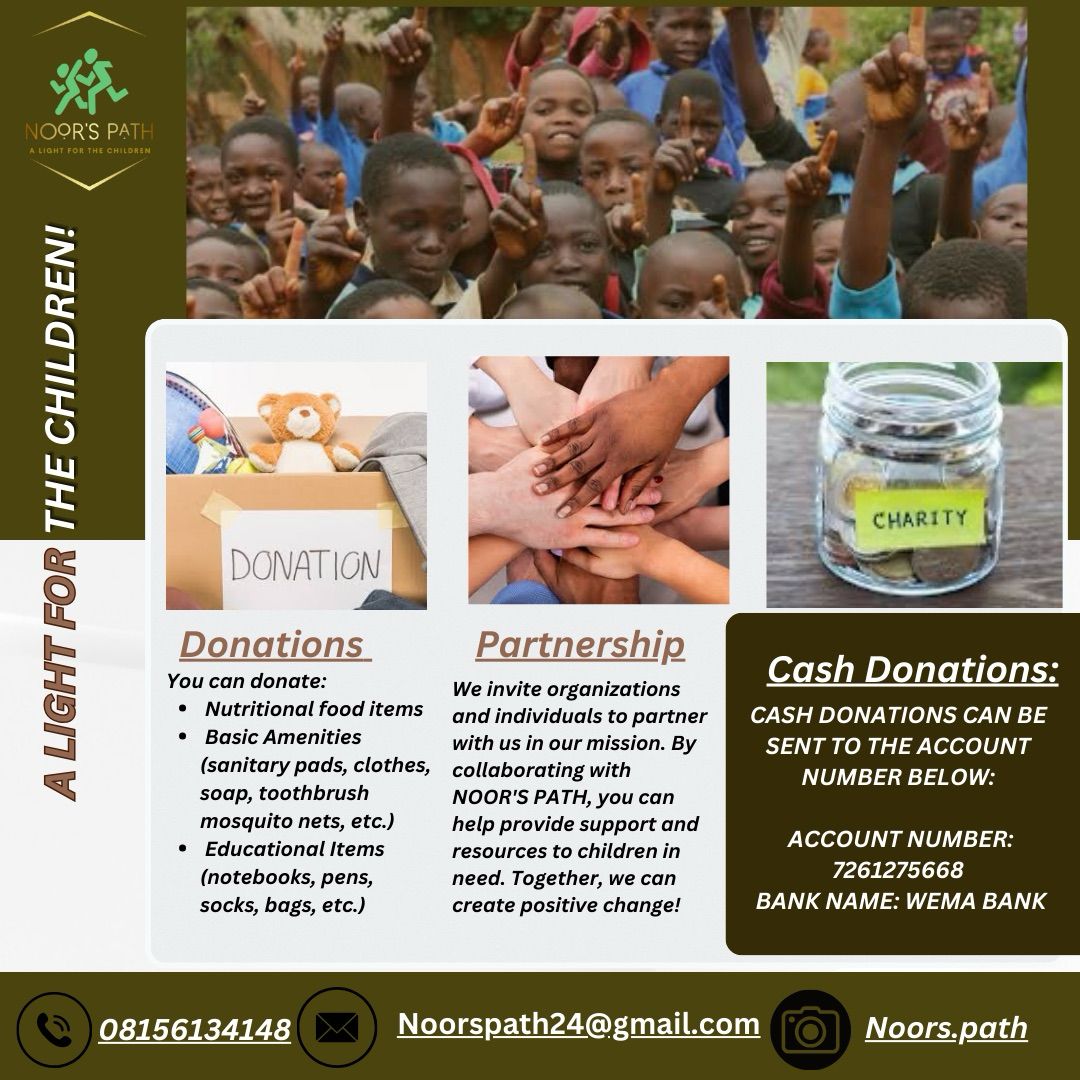 NOOR'S PATH
A LIGHT FOR THE CHILDREN
A LIGHT FOR THE CHILDREN!
DONATION
CHARITY
Donations
You can donate:
• Nutritional food items
• Basic Amenities
(sanitary pads, clothes,
soap, toothbrush
mosquito nets, etc.)
• Educational Items
(notebooks, pens,
socks, bags, etc.)
Partnership
We invite organizations
and individuals to partner
with us in our mission. By
collaborating with
NOOR'S PATH, you can
help provide support and
resources to children in
need. Together, we can
create positive change!
Cash Donations:
CASH DONATIONS CAN BE
SENT TO THE ACCOUNT
NUMBER BELOW:
ACCOUNT NUMBER:
7261275668
BANK NAME: WEMA BANK
08156134148
Noorspath24@gmail.com
Noors.path